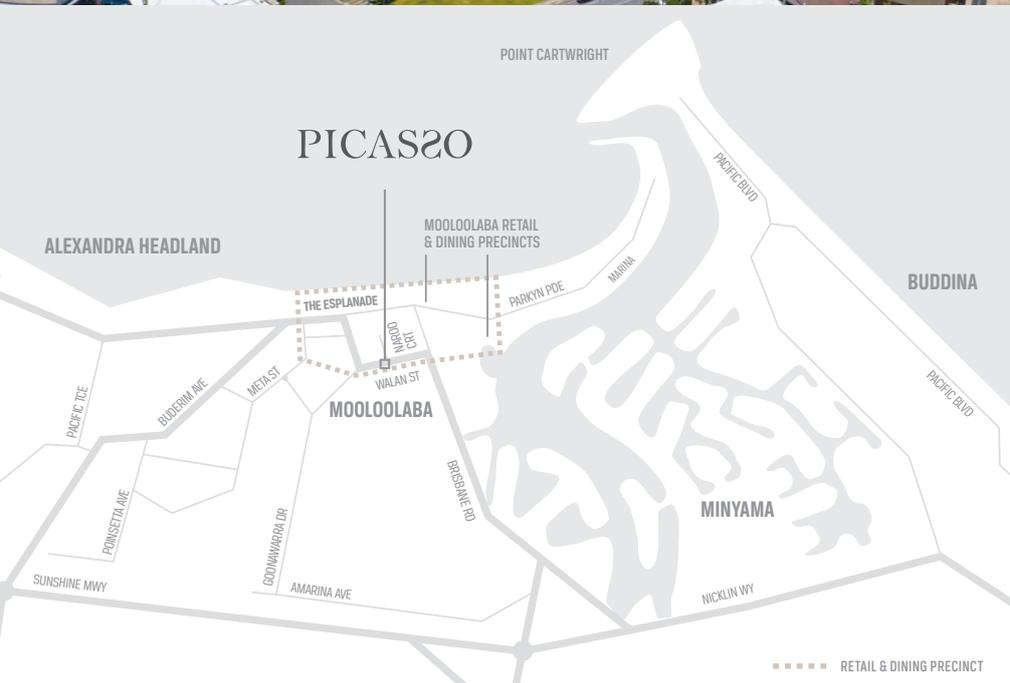 POINT CARTWRIGHT
PICASSO
PACIFIC BLVD
MOOLOOLABA RETAIL
& DINING PRECINCTS
ALEXANDRA HEADLAND
MARINA
BUDDINA
PARKYN PDE
THE ESPLANADE
NAROO
CRT
WALAN ST
META ST
BUDERIM AVE
PACIFIC TCE
MOOLOOLABA
PACIFIC BLVD
BRISBANE RD
MINYAMA
POINSETTA AVE
GOONAWARRA DR
SUNSHINE MWY
AMARINA AVE
NICKLIN WY
RETAIL & DINING PRECINCT